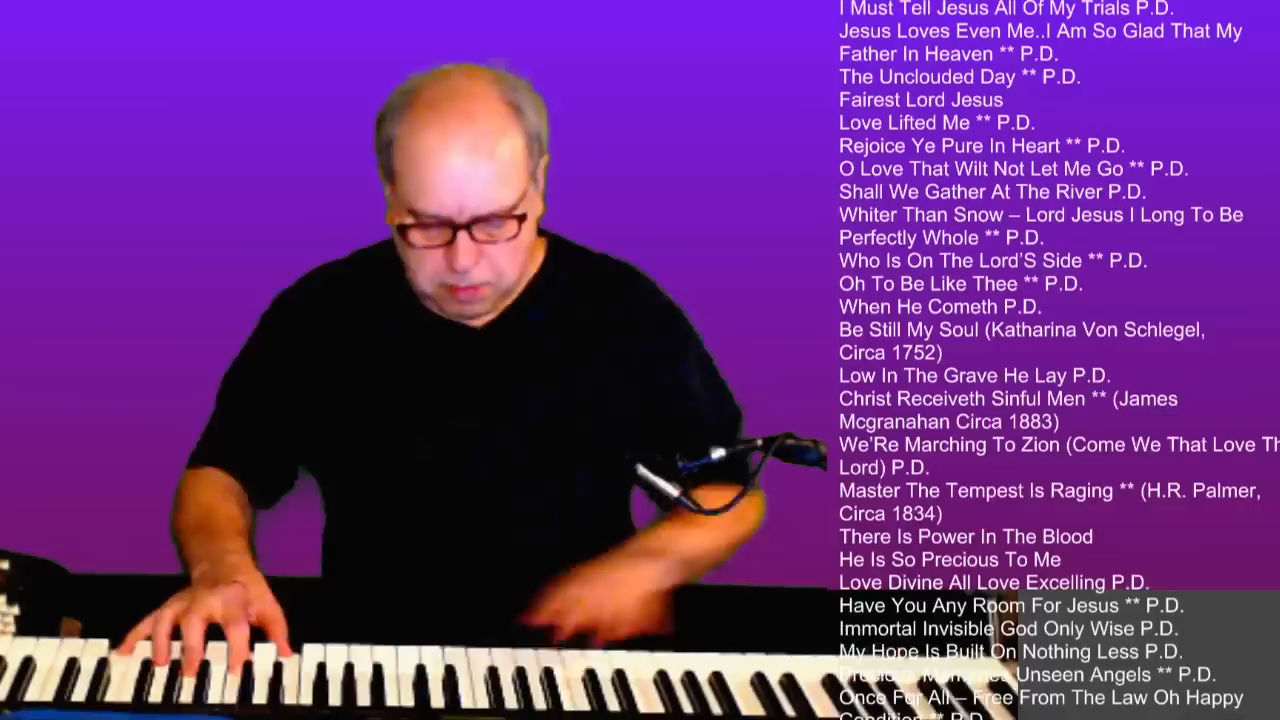 I Must Tell Jesus All Of My Trials P.D.
Jesus Loves Even Me..I Am So Glad That My
Father In Heaven ** P.D.
The Unclouded Day ** P.D.
Fairest Lord Jesus
Love Lifted Me ** P.D.
Rejoice Ye Pure In Heart ** P.D.
O Love That Wilt Not Let Me Go ** P.D.
Shall We Gather At The River P.D.
Whiter Than Snow – Lord Jesus I Long To Be
Perfectly Whole ** P.D.
Who Is On The Lord'S Side ** P.D.
Oh To Be Like Thee ** P.D.
When He Cometh P.D.
Be Still My Soul (Katharina Von Schlegel,
Circa 1752)
Low In The Grave He Lay P.D.
Christ Receiveth Sinful Men ** (James
Mcgranahan Circa 1883)
We'Re Marching To Zion (Come We That Love Th
Lord) P.D.
Master The Tempest Is Raging ** (H.R. Palmer,
Circa 1834)
There Is Power In The Blood
He Is So Precious To Me
Love Divine All Love Excelling P.D.
Have You Any Room For Jesus ** P.D.
Immortal Invisible God Only Wise P.D.
My Hope Is Built On Nothing Less P.D.
Unseen Angels ** P.D.
Once For All – Free From The Law Oh Happy
Condition ** P.D.